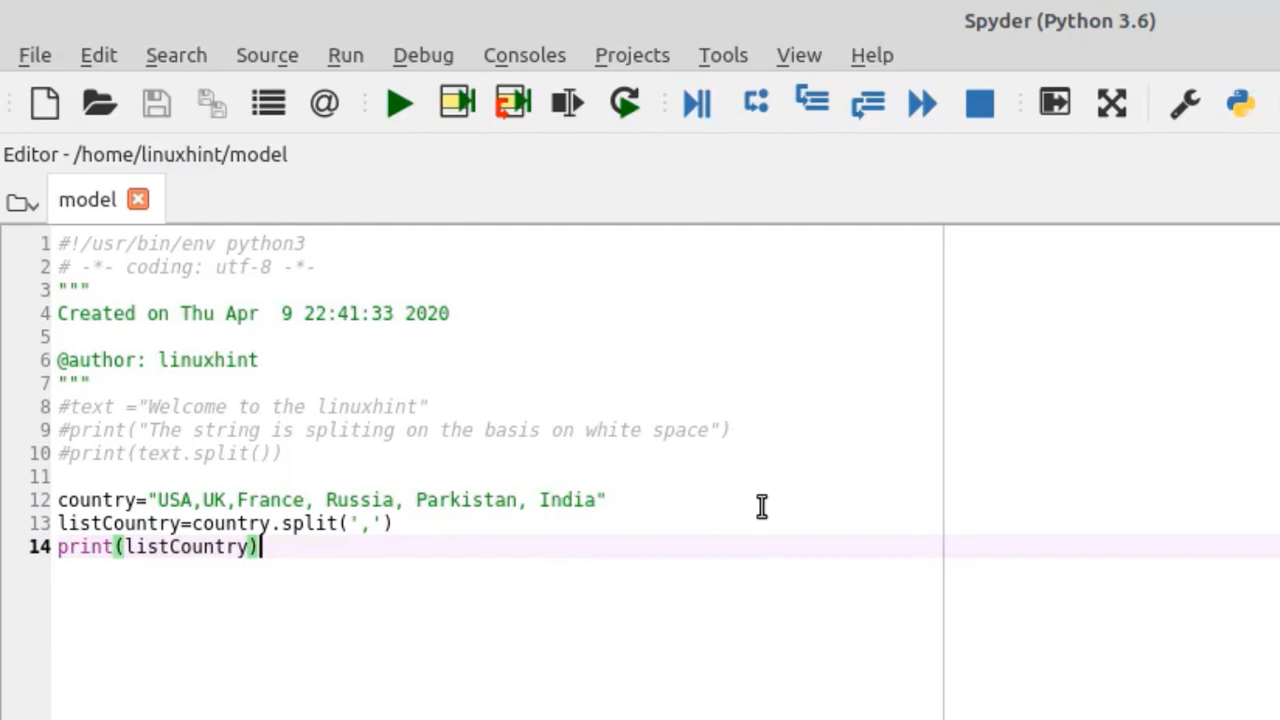 Spyder (Python 3.6)
File Edit Search Source Run Debug Consoles Projects Tools View Help
Editor - /home/linuxhint/model
model
1 #!/usr/bin/env python3
2 # -*- coding: utf-8 -*-
3 """
4 Created on Thu Apr  9 22:41:33 2020
5
6 @author: linuxhint
7 """
8 #text ="Welcome to the linuxhint"
9 #print("The string is spliting on the basis on white space")
10 #print(text.split())
11
12 country="USA,UK,France, Russia, Parkistan, India"
13 listCountry=country.split(',')
14 print(listCountry)